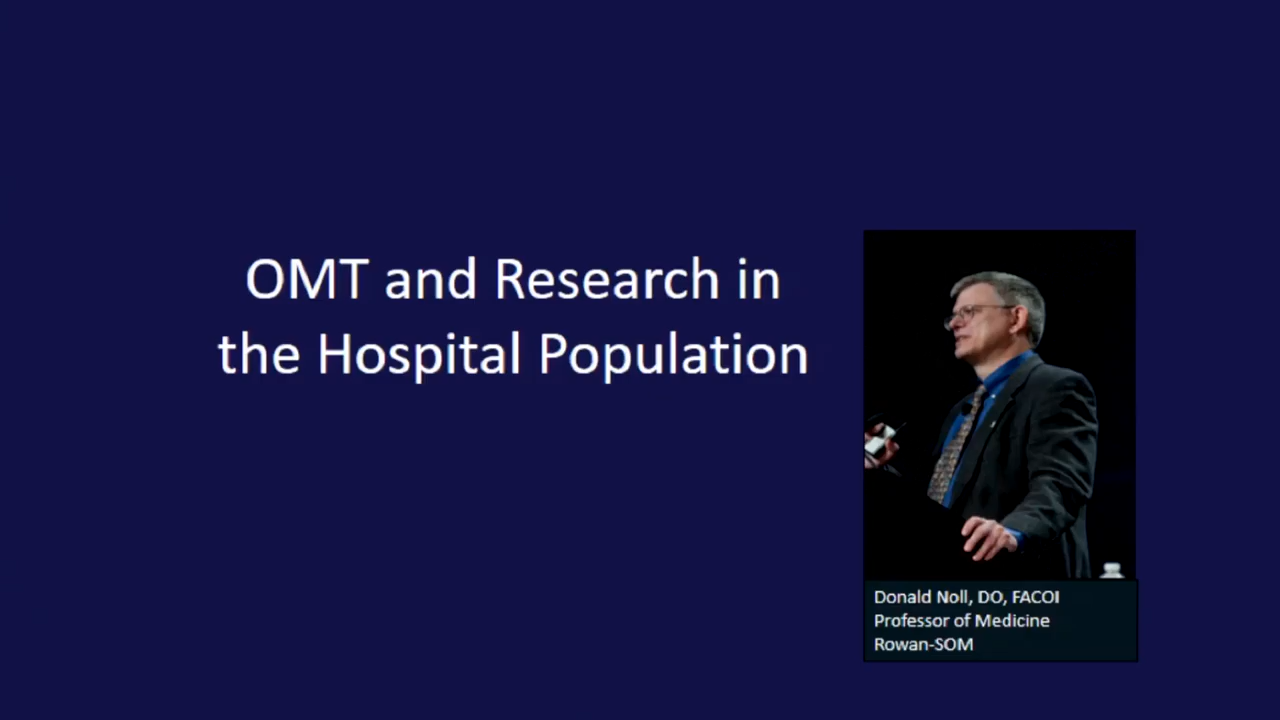 OMT and Research in
the Hospital Population
Donald Noll, DO, FACOI
Professor of Medicine
Rowan-SOM